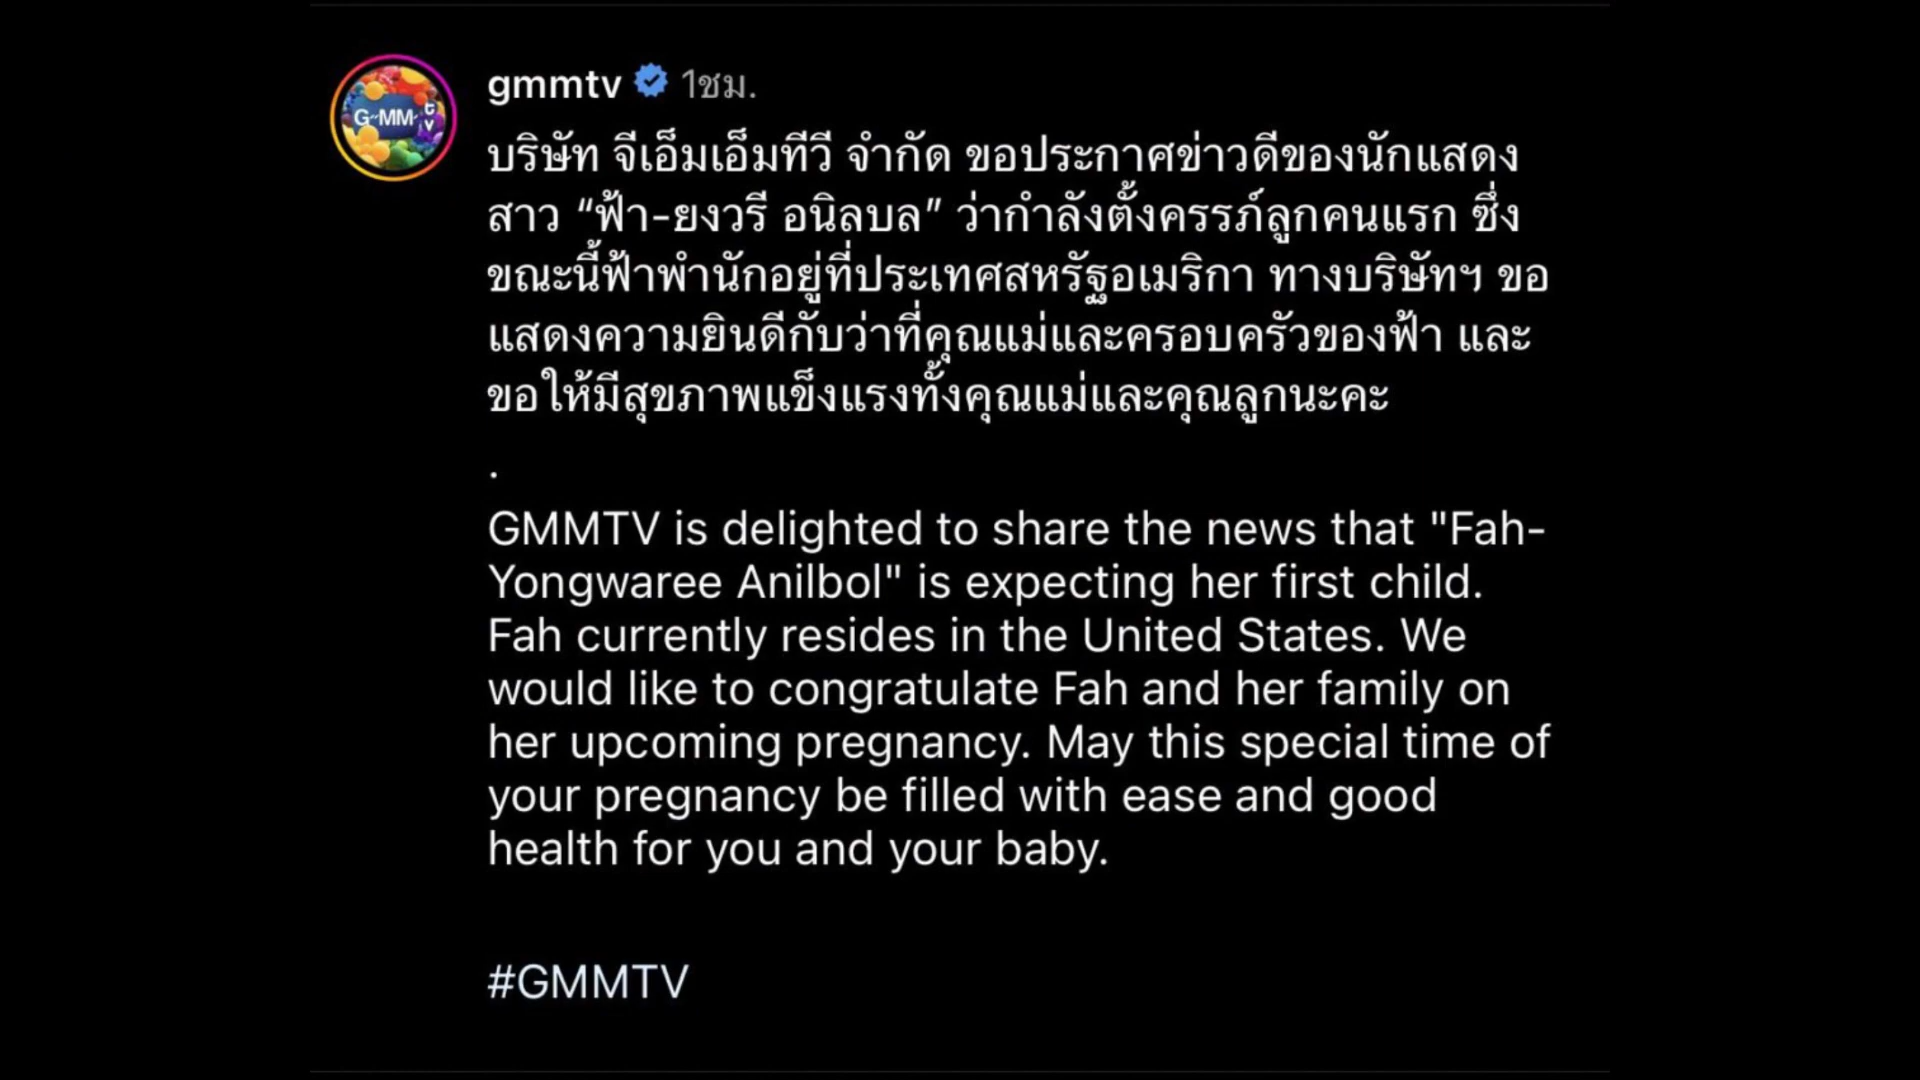 gmmtv 1ชม.
G-MM-tv
บริษัท จีเอ็มเอ็มทีวี จำกัด ขอประกาศข่าวดีของนักแสดง
สาว “ฟ้า-ยงวรี อนิลบล” ว่ากำลังตั้งครรภ์ลูกคนแรก ซึ่ง
ขณะนี้ฟ้าพำนักอยู่ที่ประเทศสหรัฐอเมริกา ทางบริษัทฯ ขอ
แสดงความยินดีกับว่าที่คุณแม่และครอบครัวของฟ้า และ
ขอให้มีสุขภาพแข็งแรงทั้งคุณแม่และคุณลูกนะคะ
.
GMMTV is delighted to share the news that "Fah-
Yongwaree Anilbol" is expecting her first child.
Fah currently resides in the United States. We
would like to congratulate Fah and her family on
her upcoming pregnancy. May this special time of
your pregnancy be filled with ease and good
health for you and your baby.
#GMMTV